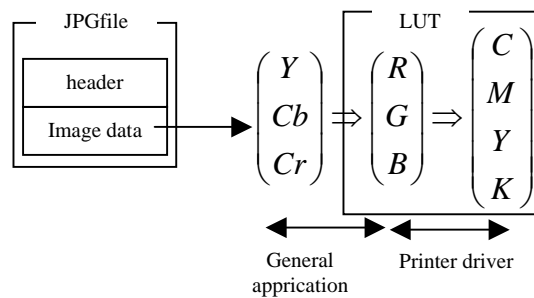 JPGfile
LUT
header
Image data
Y
Cb
Cr
⇒
R
G
B
⇒
C
M
Y
K
General
apprication
Printer driver